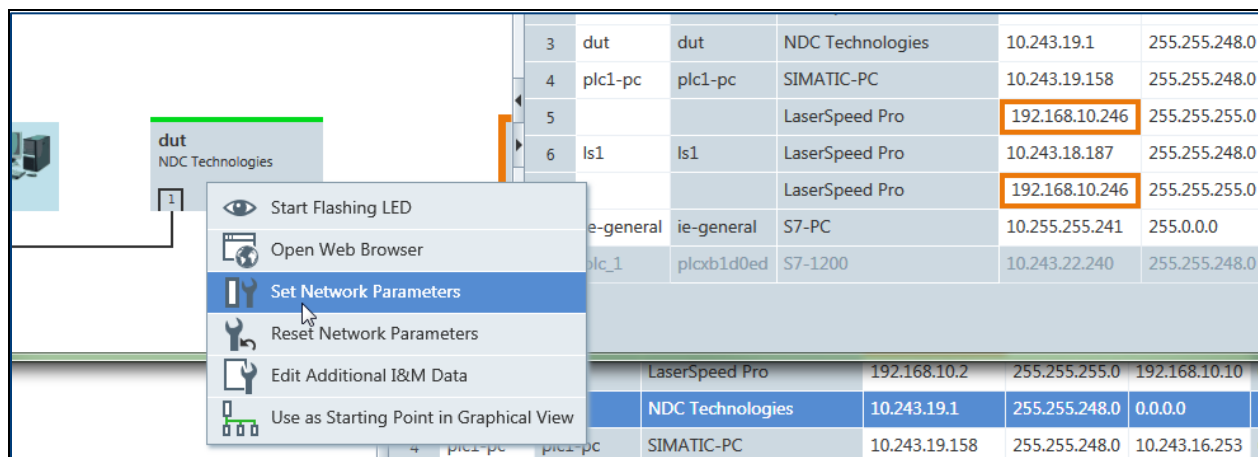 3 dut dut NDC Technologies 10.243.19.1 255.255.248.0
4 plc1-pc plc1-pc SIMATIC-PC 10.243.19.158 255.255.248.0
5 LaserSpeed Pro 192.168.10.246 255.255.255.0
6 ls1 ls1 LaserSpeed Pro 10.243.18.187 255.255.248.0
LaserSpeed Pro 192.168.10.246 255.255.255.0
e-general ie-general S7-PC 10.255.255.241 255.0.0.0
plc_1 plcxb1d0ed S7-1200 10.243.22.240 255.255.248.0
dut
NDC Technologies
1
Start Flashing LED
Open Web Browser
Set Network Parameters
Reset Network Parameters
Edit Additional I&M Data
Use as Starting Point in Graphical View
LaserSpeed Pro 192.168.10.2 255.255.255.0 192.168.10.10
NDC Technologies 10.243.19.1 255.255.248.0 0.0.0.0
4 plc1-pc plc1-pc SIMATIC-PC 10.243.19.158 255.255.248.0 10.243.16.253